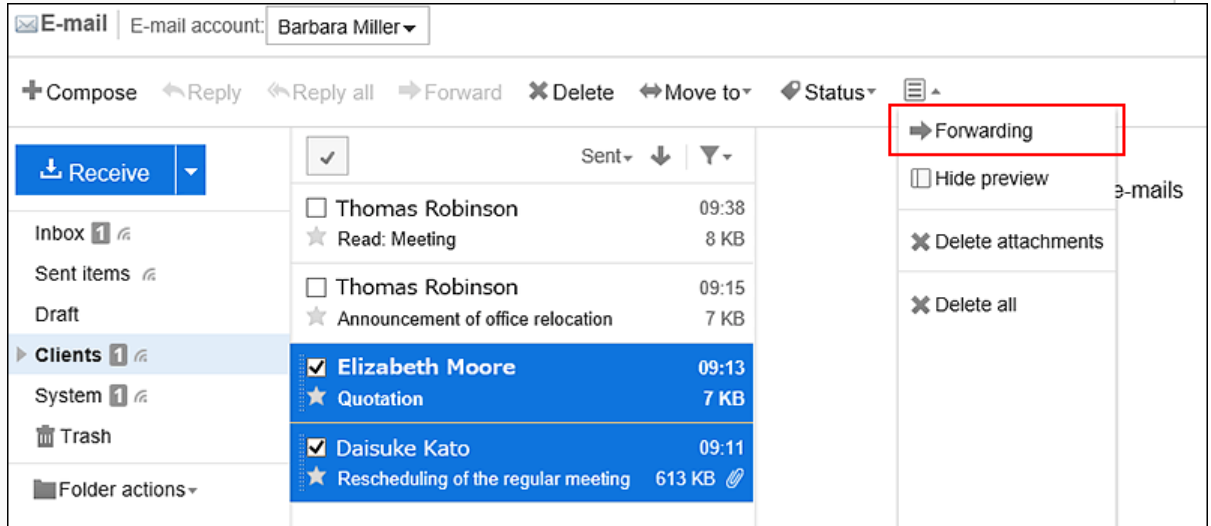 E-mail E-mail account: Barbara Miller
Compose Reply Reply all Forward Delete Move to Status
Forwarding
Hide preview
Delete attachments
Delete all
e-mails
Receive
Inbox 1
Sent items
Draft
Clients 1
System 1
Trash
Folder actions
Sent
Thomas Robinson 09:38
Read: Meeting 8 KB
Thomas Robinson 09:15
Announcement of office relocation 7 KB
Elizabeth Moore 09:13
Quotation 7 KB
Daisuke Kato 09:11
Rescheduling of the regular meeting 613 KB